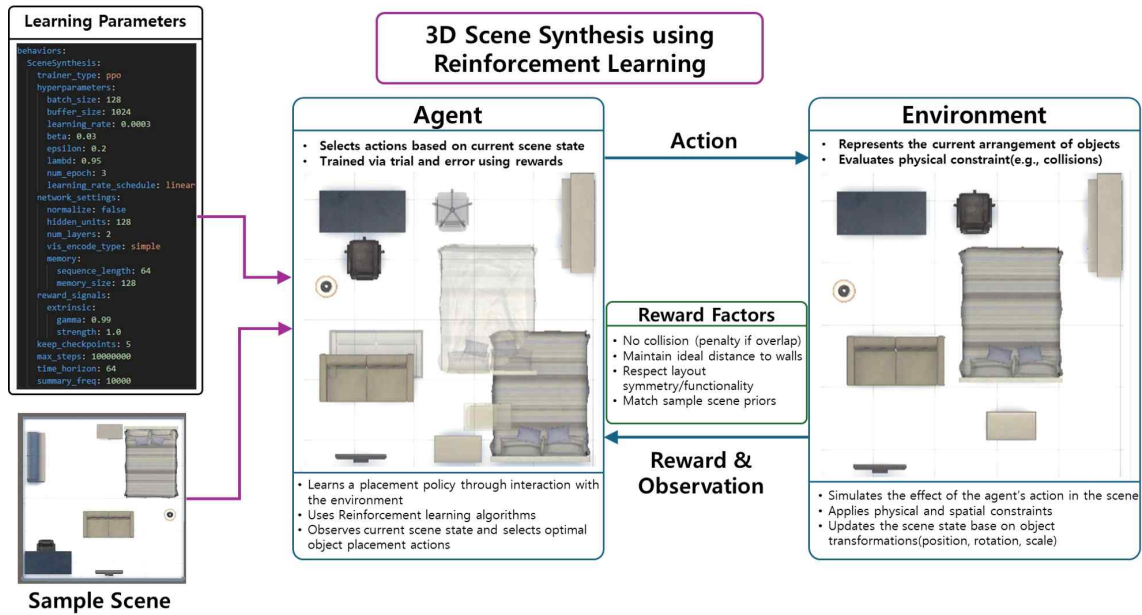 Learning Parameters
behaviors:
SceneSynthesis:
trainer_type: ppo
hyperparameters:
batch_size: 128
buffer_size: 1024
learning_rate: 0.0003
beta: 0.03
epsilon: 0.2
lambd: 0.95
num_epoch: 3
learning_rate_schedule: linear
network_settings:
normalize: false
hidden_units: 128
num_layers: 2
vis_encode_type: simple
memory:
sequence_length: 64
memory_size: 128
reward_signals:
extrinsic:
gamma: 0.99
strength: 1.0
keep_checkpoints: 5
max_steps: 10000000
time_horizon: 64
summary_freq: 10000
Sample Scene
3D Scene Synthesis using
Reinforcement Learning
Agent
• Selects actions based on current scene state
• Trained via trial and error using rewards
• Learns a placement policy through interaction with
the environment
• Uses Reinforcement learning algorithms
• Observes current scene state and selects optimal
object placement actions
Action
Reward Factors
• No collision (penalty if overlap)
• Maintain ideal distance to walls
• Respect layout
symmetry/functionality
• Match sample scene priors
Reward &
Observation
Environment
• Represents the current arrangement of objects
• Evaluates physical constraint(e.g., collisions)
• Simulates the effect of the agent's action in the scene
• Applies physical and spatial constraints
• Updates the scene state base on object
transformations(position, rotation, scale)